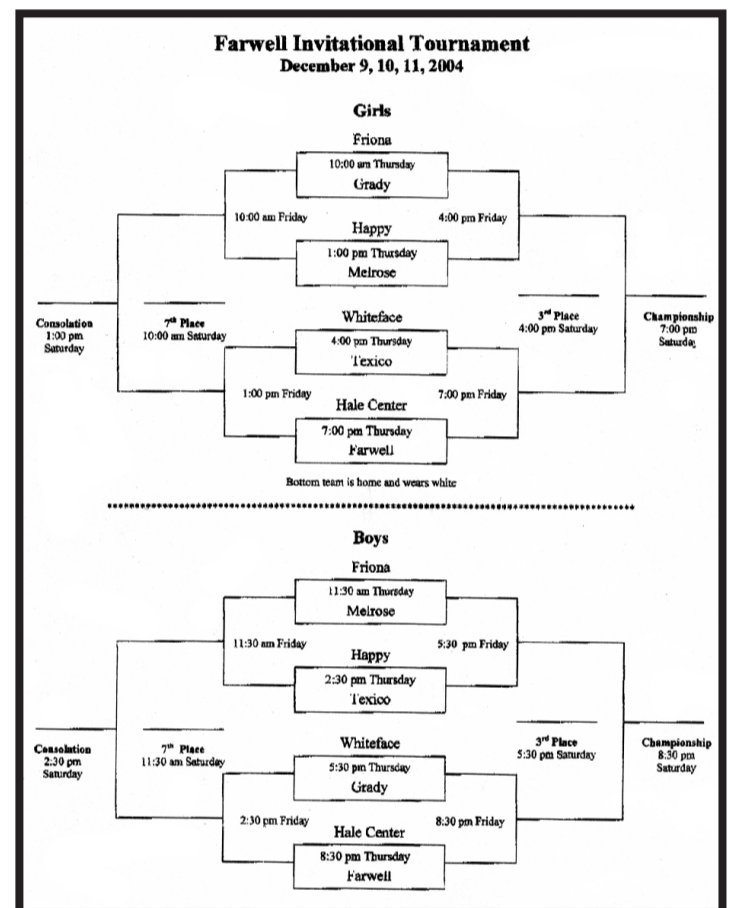 Farwell Invitational Tournament
December 9, 10, 11, 2004
Girls
Friona
10:00 am Thursday
Grady
10:00 am Friday
4:00 pm Friday
Happy
1:00 pm Thursday
Melrose
Consolation
1:00 pm
Saturday
7th Place
10:00 am Saturday
Whiteface
4:00 pm Thursday
Texico
3rd Place
4:00 pm Saturday
Championship
7:00 pm
Saturday
1:00 pm Friday
7:00 pm Friday
Hale Center
7:00 pm Thursday
Farwell
Bottom team is home and wears white
Boys
Friona
11:30 am Thursday
Melrose
11:30 am Friday
5:30 pm Friday
Happy
2:30 pm Thursday
Texico
Consolation
2:30 pm
Saturday
7th Place
11:30 am Saturday
Whiteface
5:30 pm Thursday
Grady
3rd Place
5:30 pm Saturday
Championship
8:30 pm
Saturday
2:30 pm Friday
8:30 pm Friday
Hale Center
8:30 pm Thursday
Farwell